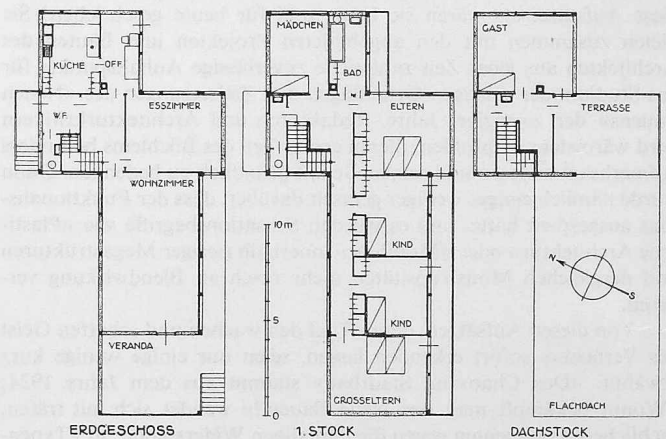 KÜCHE
OFF.
V.F.
ESSZIMMER
WOHNZIMMER
VERANDA
ERDGESCHOSS
MÄDCHEN
BAD
ELTERN
10 m
KIND
5
KIND
GROSSELTERN
0
1. STOCK
GAST
TERRASSE
N
S
FLACHDACH
DACHSTOCK